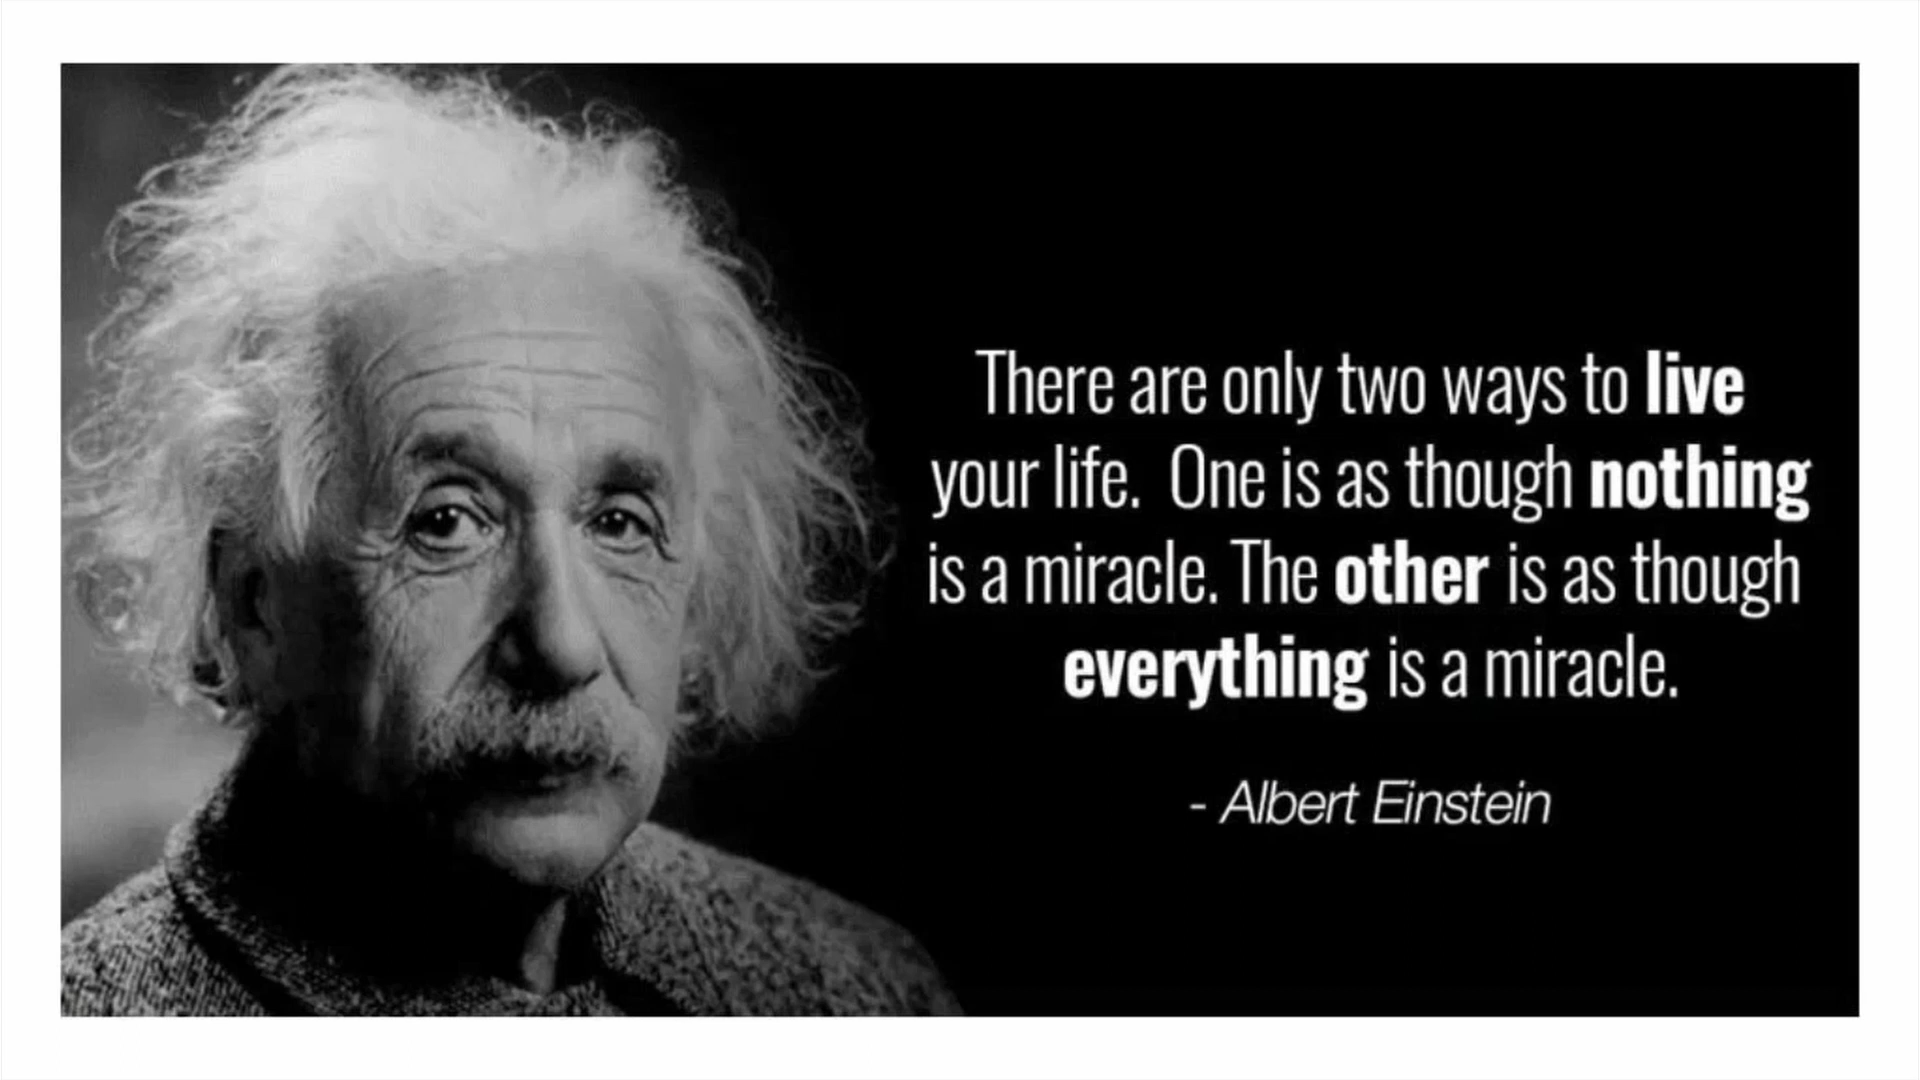 There are only two ways to live
your life. One is as though nothing
is a miracle. The other is as though
everything is a miracle.
- Albert Einstein